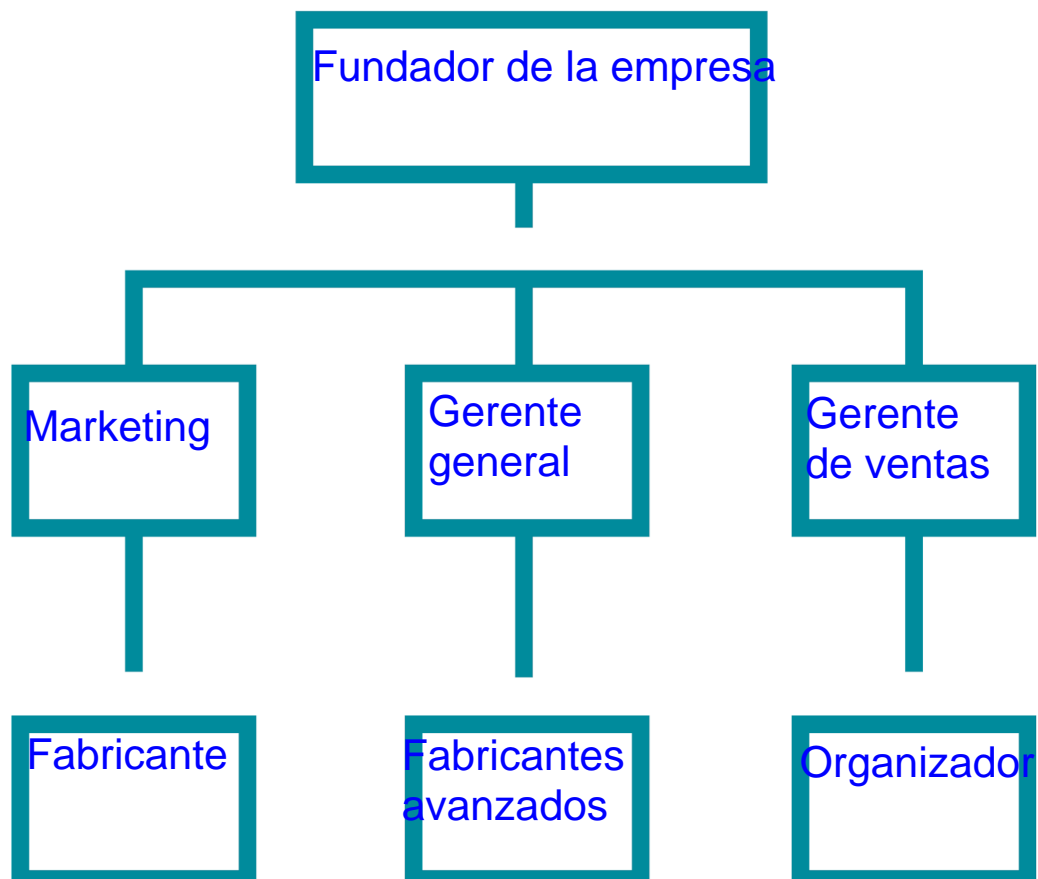 Fundador de la empresa
Marketing
Gerente
general
Gerente
de ventas
Fabricante
Fabricantes
avanzados
Organizador